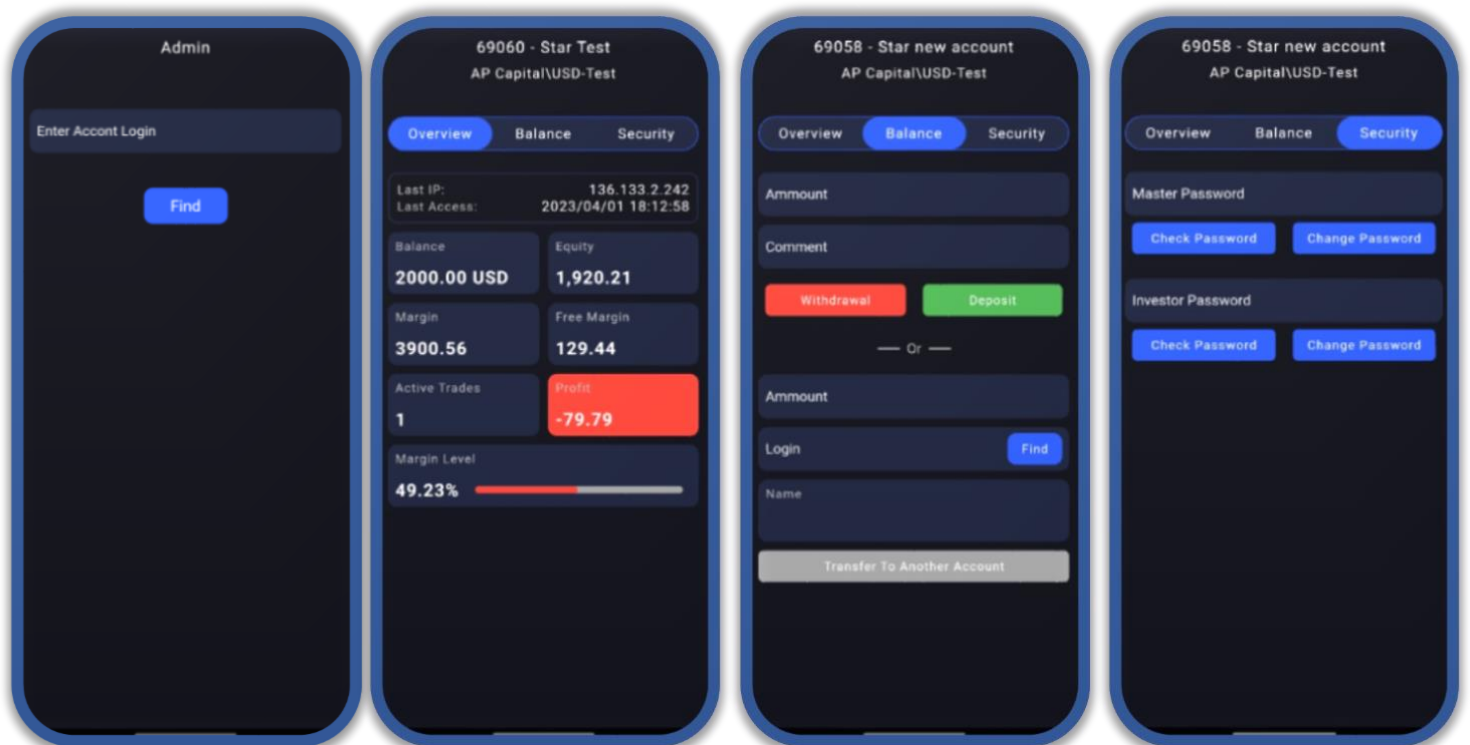 Admin
Enter Accont Login
Find
69060 - Star Test
AP Capital\USD-Test
Overview Balance Security
Last IP: 136.133.2.242
Last Access: 2023/04/01 18:12:58
Balance Equity
2000.00 USD 1,920.21
Margin Free Margin
3900.56 129.44
Active Trades Profit
1 -79.79
Margin Level
49.23%
69058 - Star new account
AP Capital\USD-Test
Overview Balance Security
Ammount
Comment
Withdrawal Deposit
Or
Ammount
Login Find
Name
Transfer To Another Account
69058 - Star new account
AP Capital\USD-Test
Overview Balance Security
Master Password
Check Password Change Password
Investor Password
Check Password Change Password